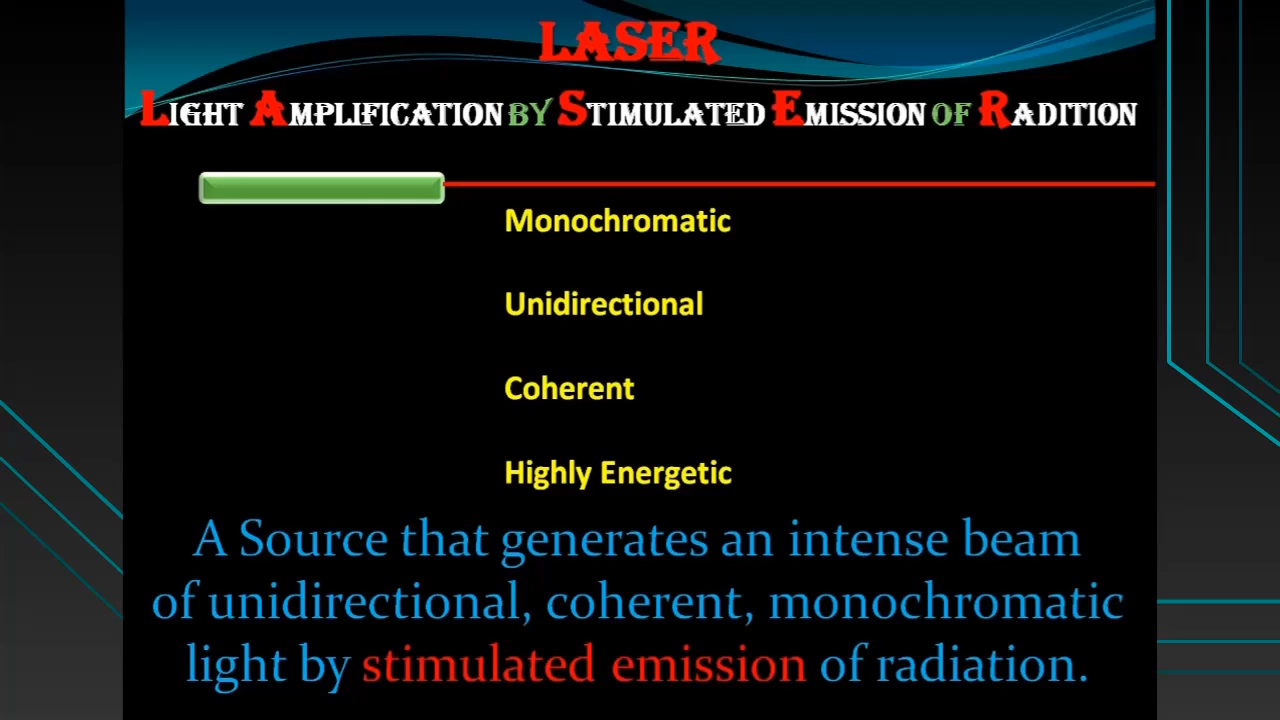 LASER
LIGHT AMPLIFICATION BY STIMULATED EMISSION OF RADITION
Monochromatic
Unidirectional
Coherent
Highly Energetic
A Source that generates an intense beam
of unidirectional, coherent, monochromatic
light by stimulated emission of radiation.